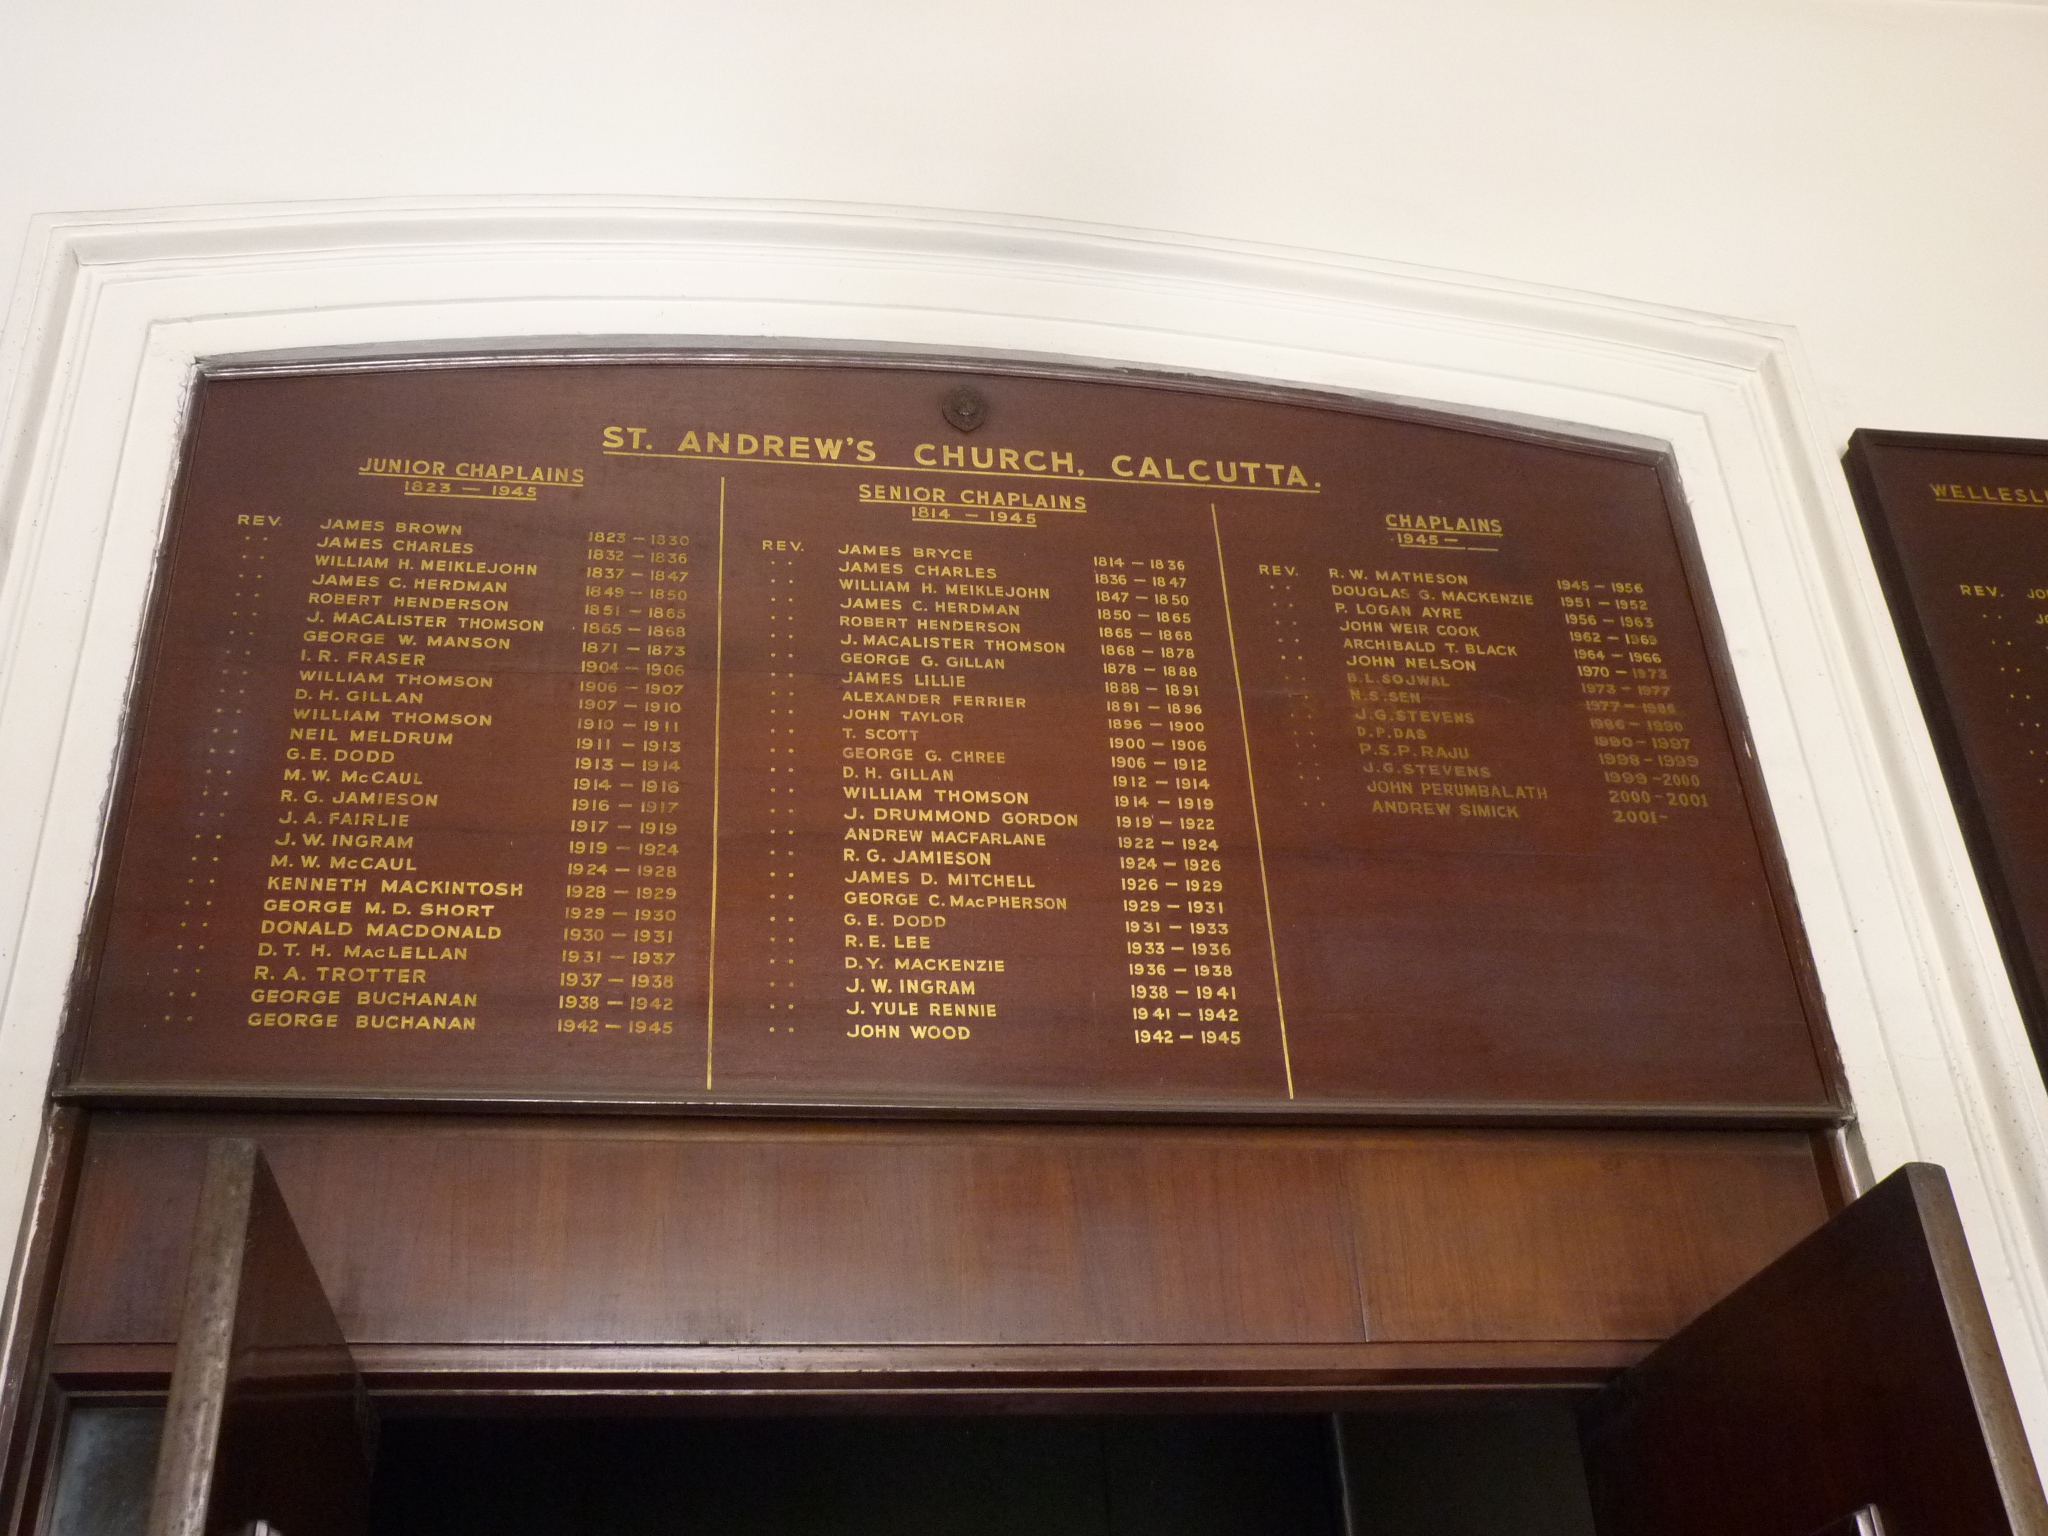 ST. ANDREW'S CHURCH, CALCUTTA.
JUNIOR CHAPLAINS
1823 — 1945
REV. JAMES BROWN 1823 — 1830
" JAMES CHARLES 1832 — 1836
" WILLIAM H. MEIKLEJOHN 1837 — 1847
" JAMES C. HERDMAN 1849 — 1850
" ROBERT HENDERSON 1851 — 1865
" J. MACALISTER THOMSON 1865 — 1868
" GEORGE W. MANSON 1871 — 1873
" I. R. FRASER 1904 — 1906
" WILLIAM THOMSON 1906 — 1907
" D. H. GILLAN 1907 — 1910
" WILLIAM THOMSON 1910 — 1911
" NEIL MELDRUM 1911 — 1913
" G. E. DODD 1913 — 1914
" M. W. McCAUL 1914 — 1916
" R. G. JAMIESON 1916 — 1917
" J. A. FAIRLIE 1917 — 1919
" J. W. INGRAM 1919 — 1924
" M. W. McCAUL 1924 — 1928
" KENNETH MACKINTOSH 1928 — 1929
" GEORGE M. D. SHORT 1929 — 1930
" DONALD MACDONALD 1930 — 1931
" D. T. H. MACLELLAN 1931 — 1937
" R. A. TROTTER 1937 — 1938
" GEORGE BUCHANAN 1938 — 1942
" GEORGE BUCHANAN 1942 — 1945
SENIOR CHAPLAINS
1814 — 1945
REV. JAMES BRYCE 1814 — 1836
" JAMES CHARLES 1836 — 1847
" WILLIAM H. MEIKLEJOHN 1847 — 1850
" JAMES C. HERDMAN 1850 — 1865
" ROBERT HENDERSON 1865 — 1868
" J. MACALISTER THOMSON 1868 — 1878
" GEORGE G. GILLAN 1878 — 1888
" JAMES LILLIE 1888 — 1891
" ALEXANDER FERRIER 1891 — 1896
" JOHN TAYLOR 1896 — 1900
" T. SCOTT 1900 — 1906
" GEORGE G. CHREE 1906 — 1912
" D. H. GILLAN 1912 — 1914
" WILLIAM THOMSON 1914 — 1919
" J. DRUMMOND GORDON 1919 — 1922
" ANDREW MACFARLANE 1922 — 1924
" R. G. JAMIESON 1924 — 1926
" JAMES D. MITCHELL 1926 — 1929
" GEORGE C. MACPHERSON 1929 — 1931
" G. E. DODD 1931 — 1933
" R. E. LEE 1933 — 1936
" D. Y. MACKENZIE 1936 — 1938
" J. W. INGRAM 1938 — 1941
" J. YULE RENNIE 1941 — 1942
" JOHN WOOD 1942 — 1945
CHAPLAINS
1945 —
REV. R. W. MATHESON 1945 — 1956
" DOUGLAS G. MACKENZIE 1951 — 1952
" P. LOGAN AYRE 1956 — 1963
" JOHN WEIR COOK 1962 — 1969
" ARCHIBALD T. BLACK 1964 — 1966
" JOHN NELSON 1970 — 1973
" B. L. SOJWAL 1973 — 1977
" N. S. SEN 1977 — 1986
" J. G. STEVENS 1986 — 1990
" D. P. DAS 1990 — 1997
" P. S. P. RAJU 1998 — 1999
" J. G. STEVENS 1999 - 2000
" JOHN PERUMBALATH 2000 - 2001
" ANDREW SIMICK 2001 -
REV.